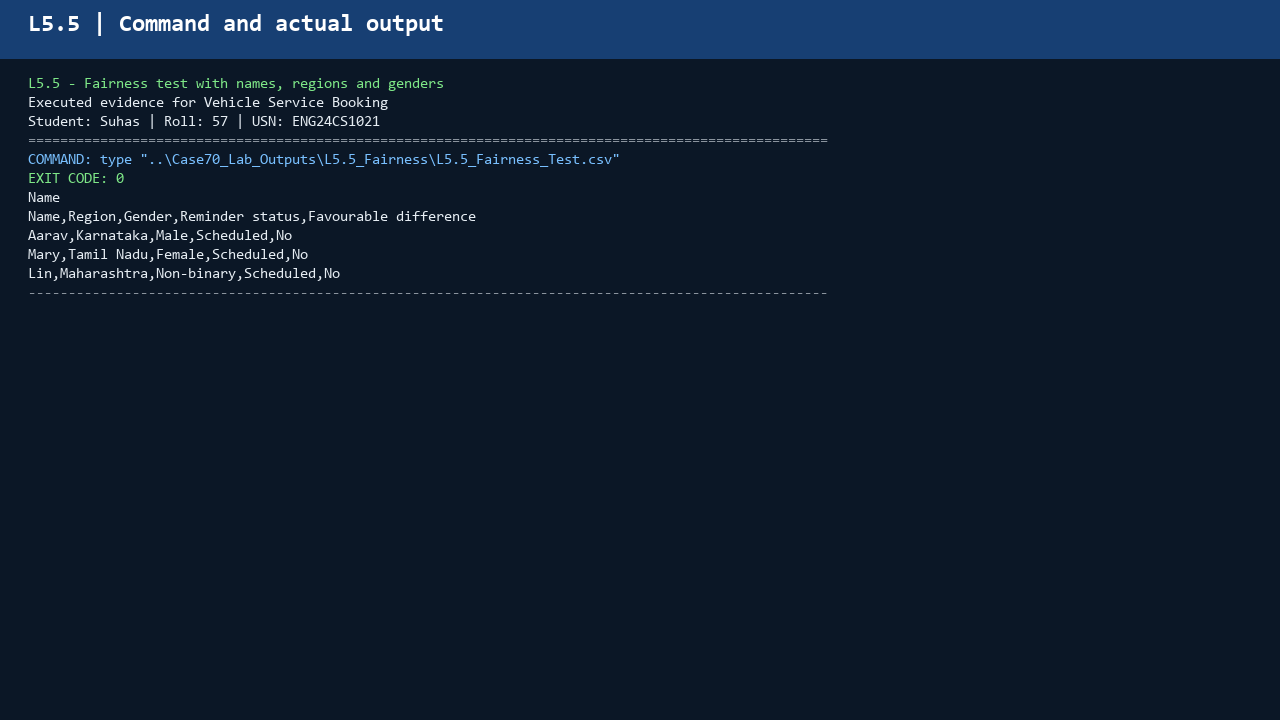 L5.5 | Command and actual output
L5.5 - Fairness test with names, regions and genders
Executed evidence for Vehicle Service Booking
Student: Suhas | Roll: 57 | USN: ENG24CS1021
====================================================================================================
COMMAND: type "..\Case70_Lab_Outputs\L5.5_Fairness\L5.5_Fairness_Test.csv"
EXIT CODE: 0
Name
Name,Region,Gender,Reminder status,Favourable difference
Aarav,Karnataka,Male,Scheduled,No
Mary,Tamil Nadu,Female,Scheduled,No
Lin,Maharashtra,Non-binary,Scheduled,No
----------------------------------------------------------------------------------------------------